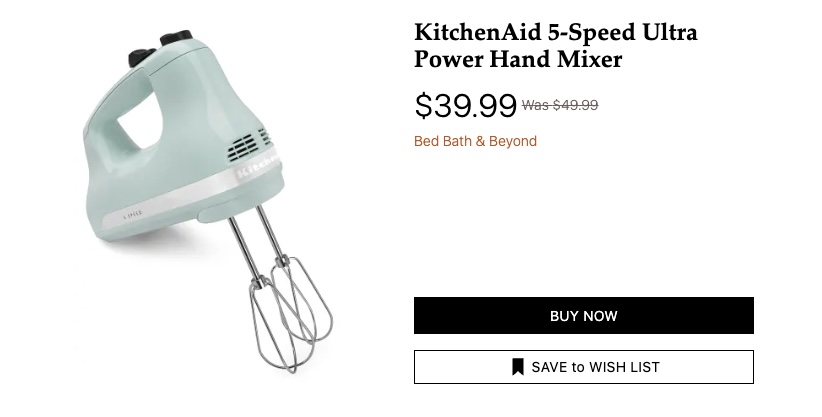 KitchenAid 5-Speed Ultra
Power Hand Mixer
$39.99 Was $49.99
Bed Bath & Beyond
BUY NOW
SAVE to WISH LIST